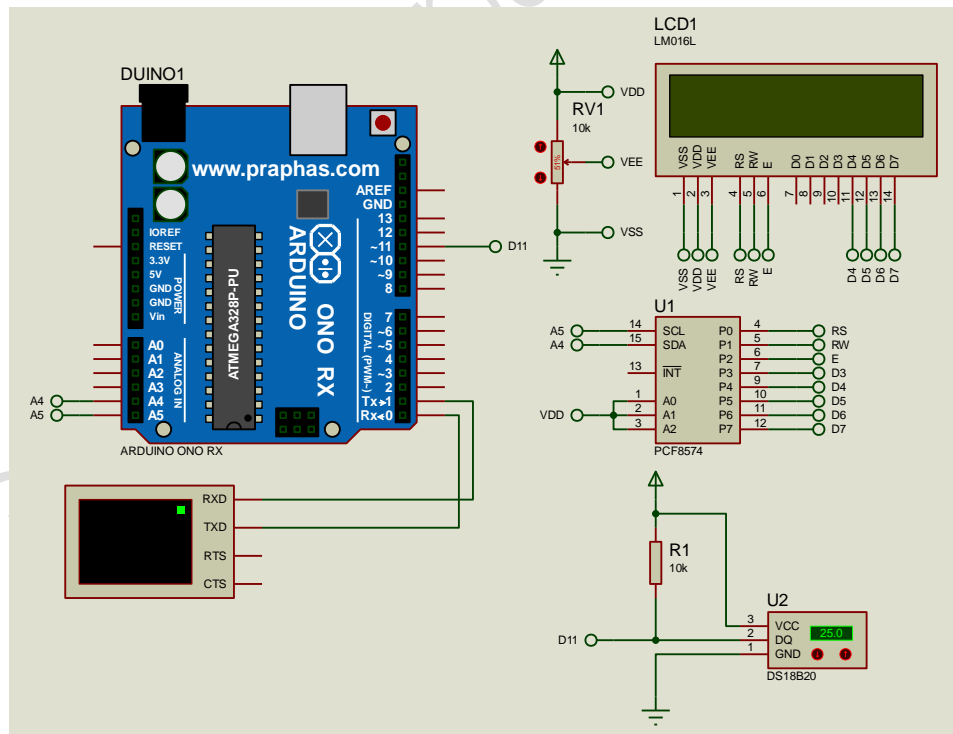 DUINO1
www.praphas.com
AREF
GND
13
12
~11
~10
~9
8
D11
IOREF
RESET
3.3V
5V
GND
GND
Vin
POWER
A0
A1
A2
A3
A4
A5
ANALOG IN
A4
A5
ATMEGA328P-PU
ARDUINO
ONO RX
DIGITAL (PWM~)
7
~6
~5
4
~3
2
Tx▸1
Rx◂0
ARDUINO ONO RX
RXD
TXD
RTS
CTS
RV1
10k
51%
VDD
VEE
VSS
LCD1
LM016L
VSS VDD VEE RS RW E D0 D1 D2 D3 D4 D5 D6 D7
1 2 3 4 5 6 7 8 9 10 11 12 13 14
VSS VDD VEE RS RW E D4 D5 D6 D7
U1
A5 14 SCL P0 4 RS
A4 15 SDA P1 5 RW
P2 6 E
13 INT P3 7 D3
P4 9 D4
1 A0 P5 10 D5
VDD 2 A1 P6 11 D6
3 A2 P7 12 D7
PCF8574
R1
10k
U2
3 VCC
D11 2 DQ
1 GND
25.0
DS18B20